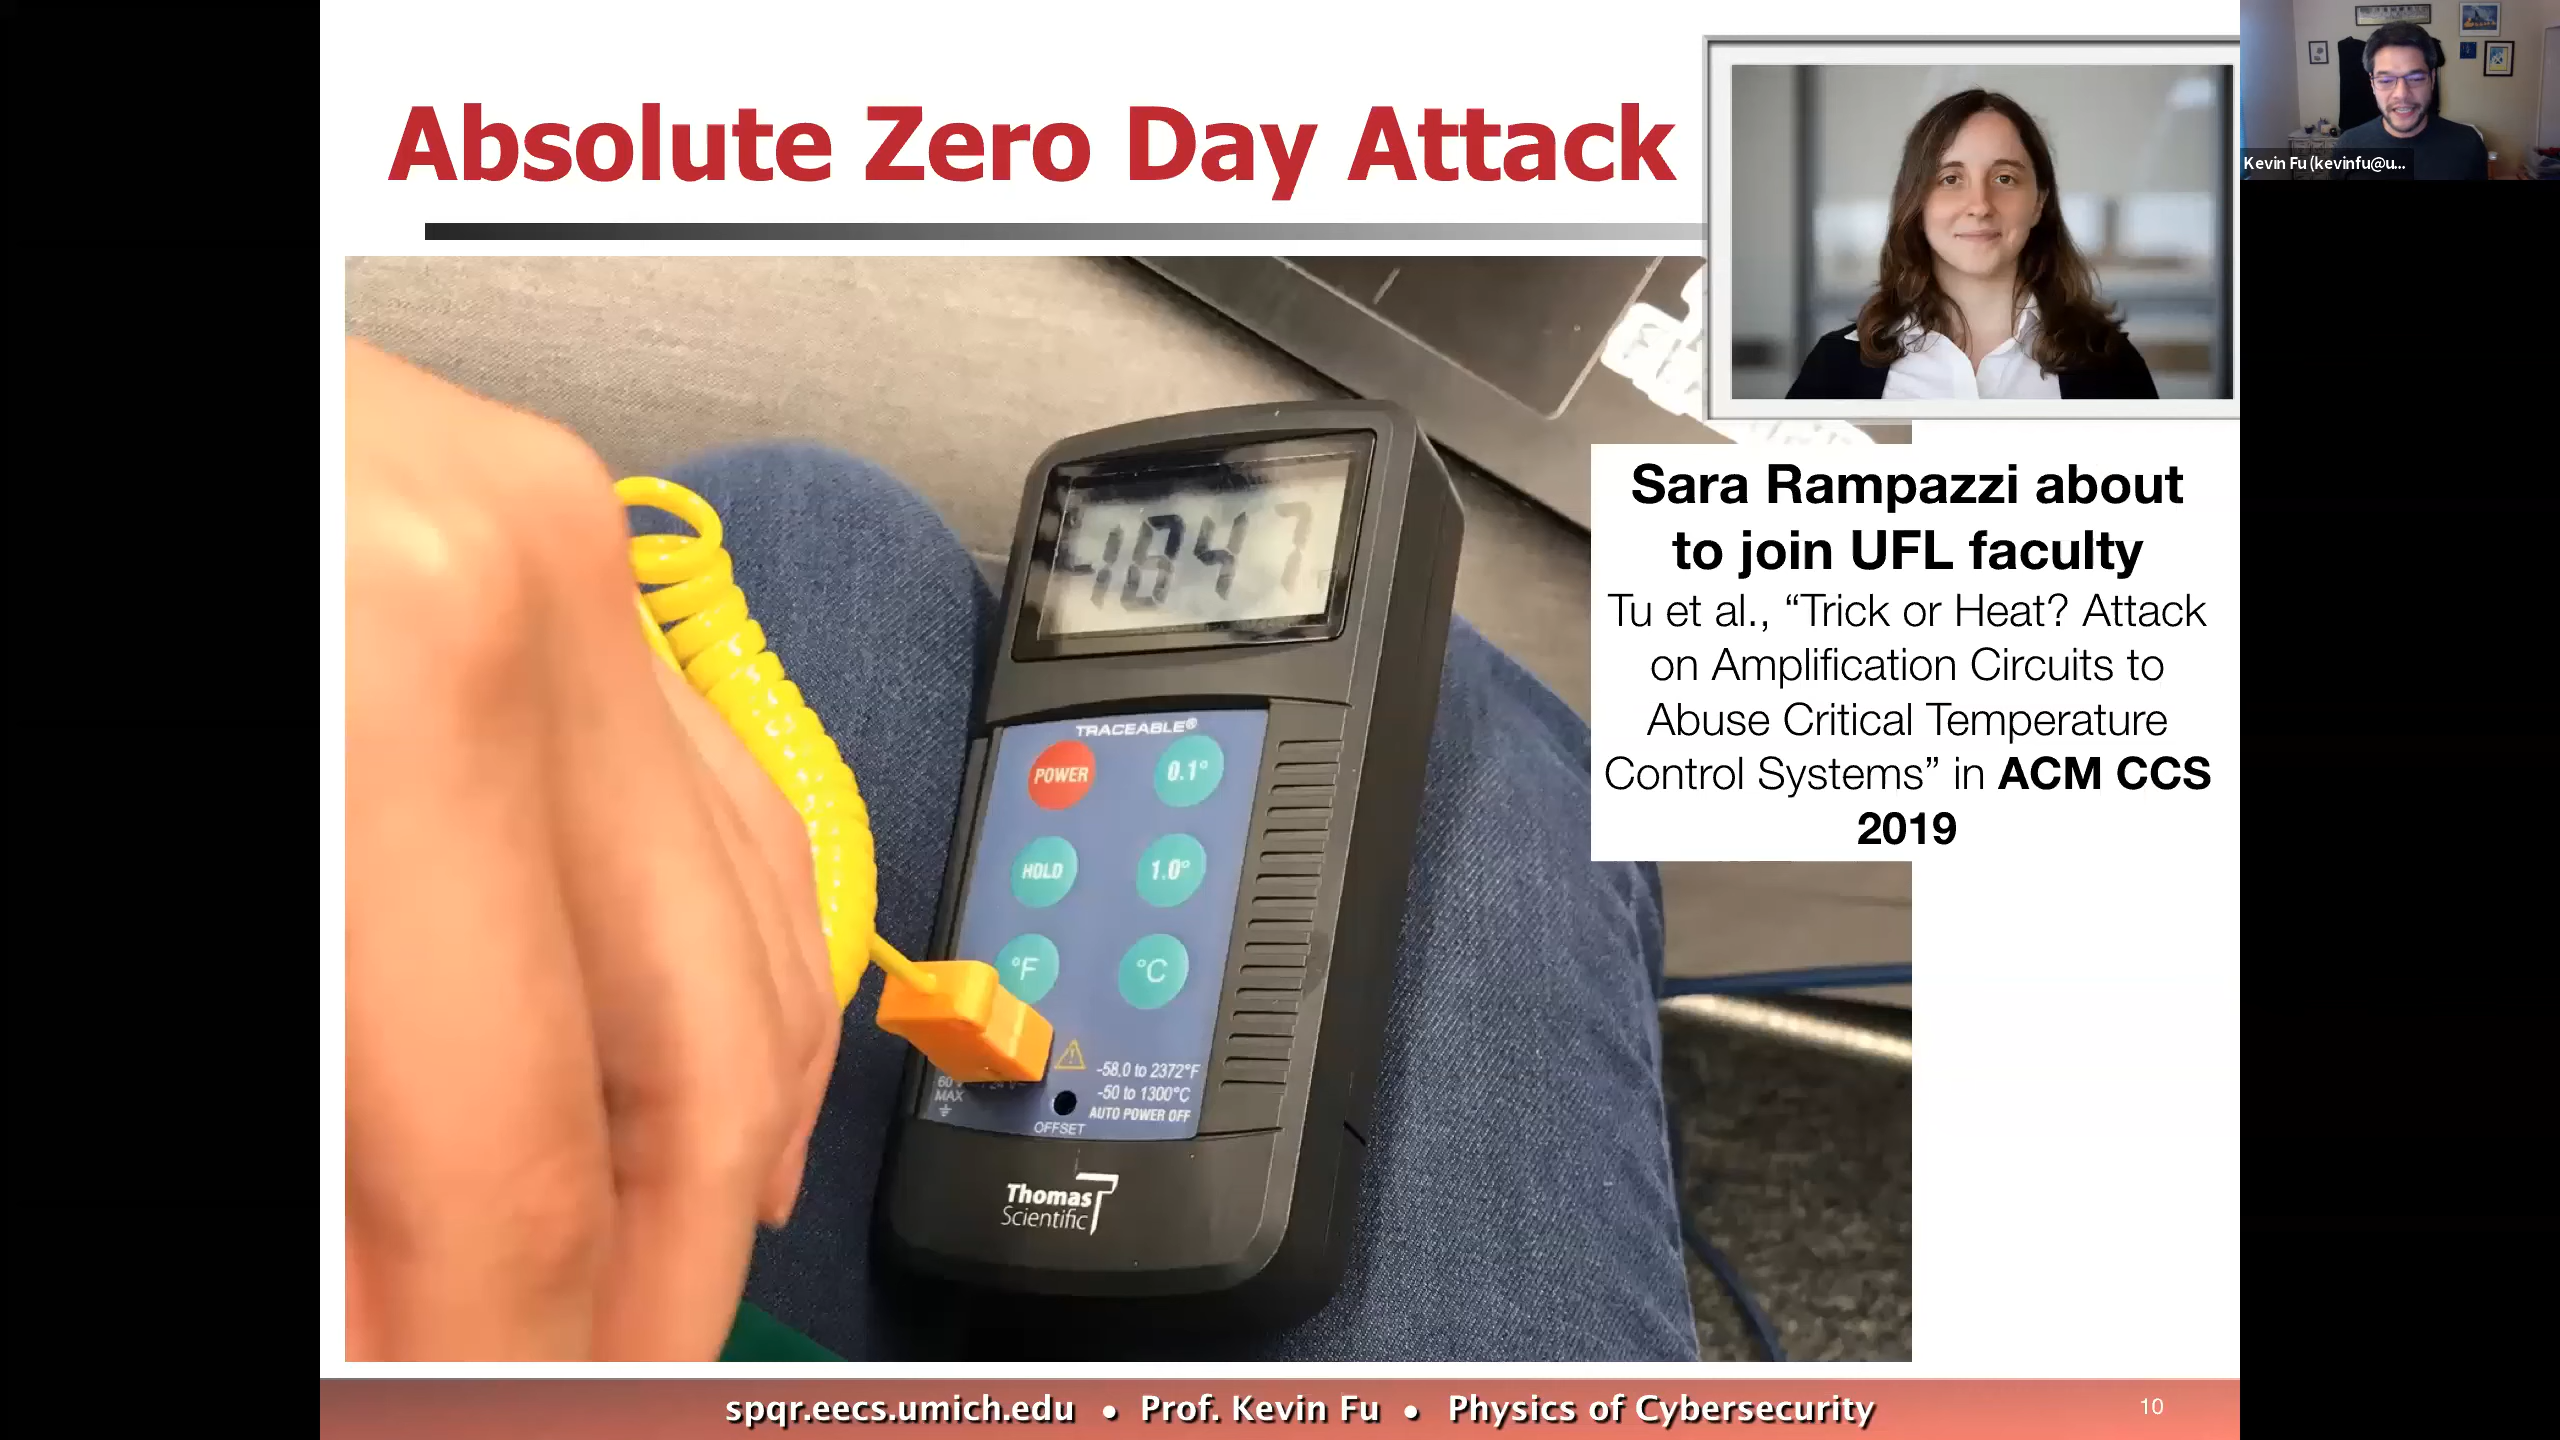 Absolute Zero Day Attack
Kevin Fu (kevinfu@u...
Sara Rampazzi about
to join UFL faculty
Tu et al., “Trick or Heat? Attack
on Amplification Circuits to
Abuse Critical Temperature
Control Systems” in ACM CCS
2019
TRACEABLE®
POWER
0.1°
HOLD
1.0°
°F
°C
-58.0 to 2372°F
-50 to 1300°C
AUTO POWER OFF
60V
MAX
OFFSET
Thomas
Scientific
spqr.eecs.umich.edu • Prof. Kevin Fu • Physics of Cybersecurity
10